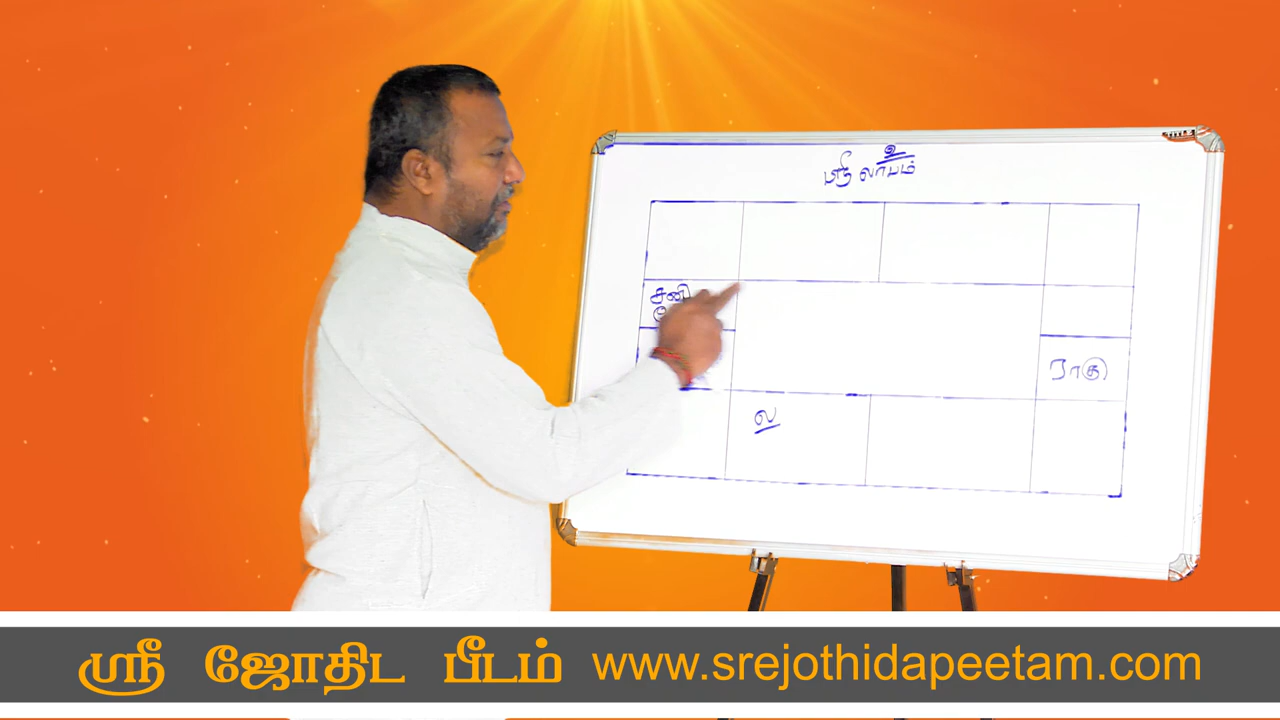 உ
ஸ்ரீ லாபம்
சனி
ராகு
ல
ஸ்ரீ ஜோதிட பீடம் www.srejothidapeetam.com